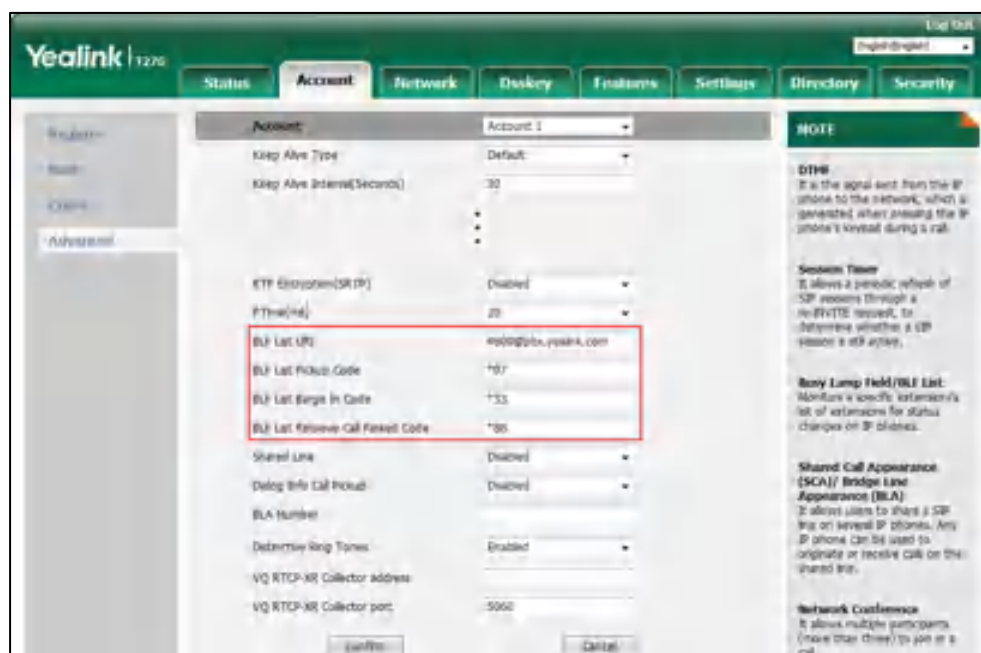 Log Out
English(English)
Yealink T27G
Status Account Network Dsskey Features Settings Directory Security
Register
Basic
Codec
Advanced
Account Account 1
Keep Alive Type Default
Keep Alive Interval(Seconds) 30
RTP Encryption(SRTP) Disabled
PTime(ms) 20
BLF List URI @pbx.yealink.com
BLF List Pickup Code *97
BLF List Barge In Code *33
BLF List Retrieve Call Parked Code *88
Shared Line Disabled
Dialog Info Call Pickup Disabled
BLA Number
Distinctive Ring Tones Enabled
VQ RTCP-XR Collector address
VQ RTCP-XR Collector port 5060
Confirm Cancel
NOTE
DTMF
It is the signal sent from the IP
phone to the network, which is
generated when pressing the IP
phone's keypad during a call.
Session Timer
It allows a periodic refresh of
SIP sessions through a
re-INVITE request, to
determine whether a SIP
session is still active.
Busy Lamp Field/BLF List
Monitors a specific extension/a
list of extensions for status
changes on IP phones.
Shared Call Appearance
(SCA)/ Bridge Line
Appearance (BLA)
It allows users to share a SIP
line on several IP phones. Any
IP phone can be used to
originate or receive calls on the
shared line.
Network Conference
It allows multiple participants
(more than three) to join in a
call.